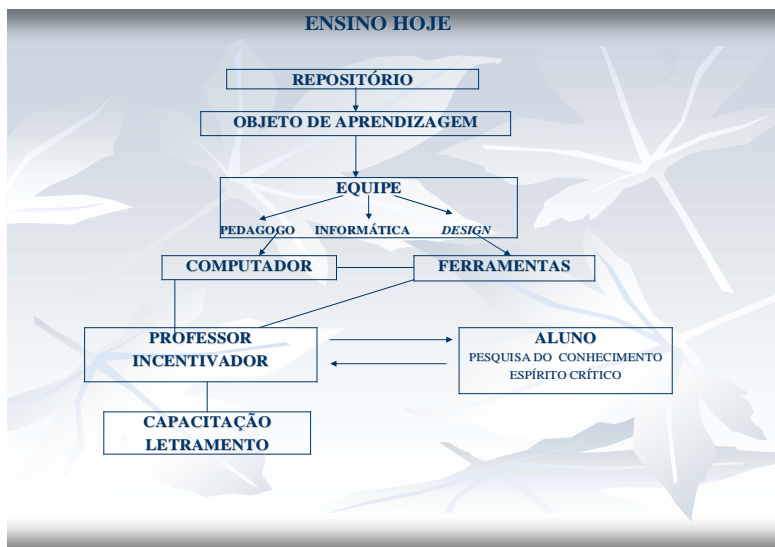 ENSINO HOJE
REPOSITÓRIO
OBJETO DE APRENDIZAGEM
EQUIPE
PEDAGOGO INFORMÁTICA DESIGN
COMPUTADOR FERRAMENTAS
PROFESSOR
INCENTIVADOR
ALUNO
PESQUISA DO CONHECIMENTO
ESPÍRITO CRÍTICO
CAPACITAÇÃO
LETRAMENTO